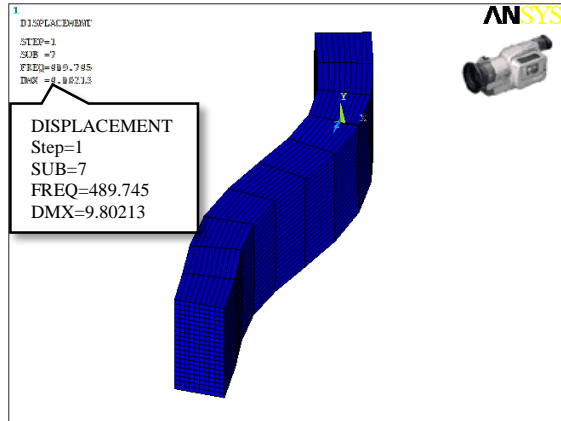 1
DISPLACEMENT
STEP=1
SUB =7
FREQ=489.745
DMX =9.80213
ANSYS
DISPLACEMENT
Step=1
SUB=7
FREQ=489.745
DMX=9.80213
Y
X